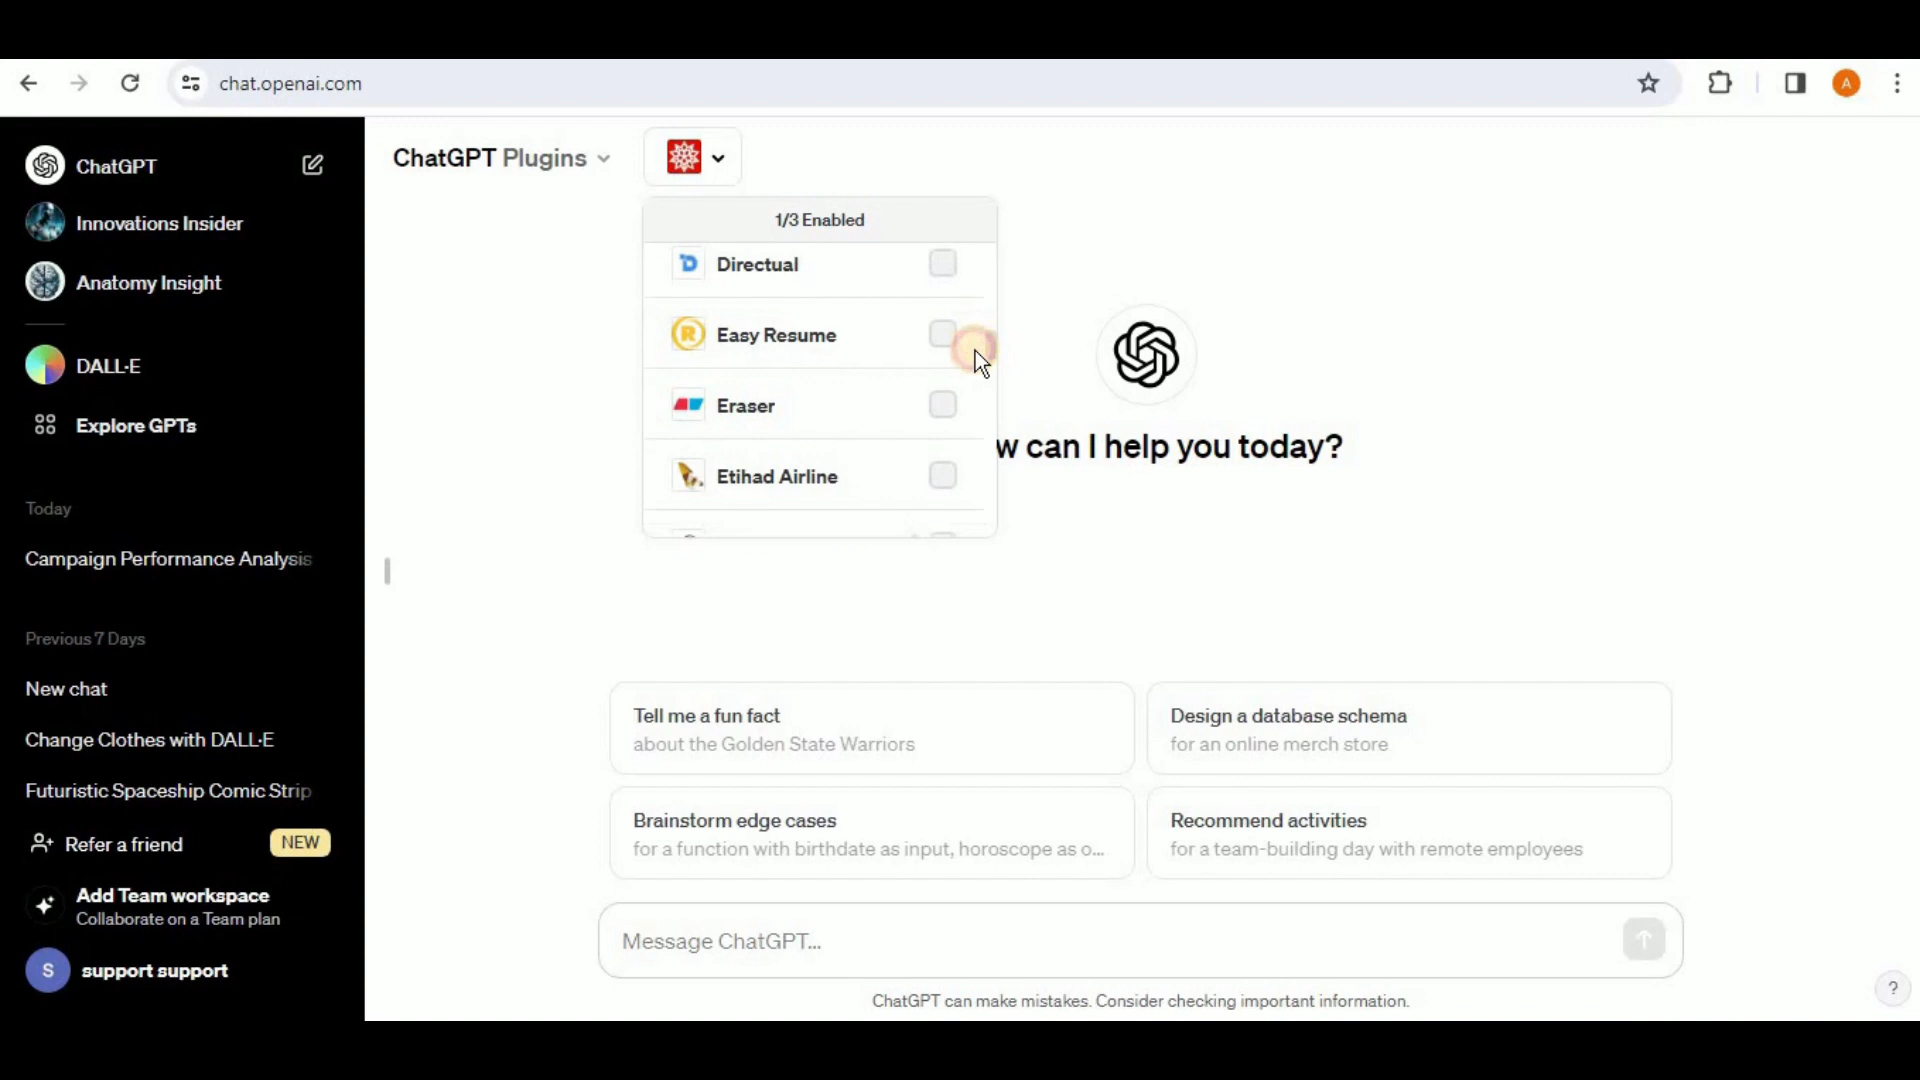 chat.openai.com
A
ChatGPT
Innovations Insider
Anatomy Insight
DALL·E
Explore GPTs
Today
Campaign Performance Analysis
Previous 7 Days
New chat
Change Clothes with DALL·E
Futuristic Spaceship Comic Strip
Refer a friend
NEW
Add Team workspace
Collaborate on a Team plan
S
support support
ChatGPT Plugins
1/3 Enabled
Directual
Easy Resume
Eraser
Etihad Airline
w can I help you today?
Tell me a fun fact
about the Golden State Warriors
Design a database schema
for an online merch store
Brainstorm edge cases
for a function with birthdate as input, horoscope as o...
Recommend activities
for a team-building day with remote employees
Message ChatGPT...
ChatGPT can make mistakes. Consider checking important information.
?